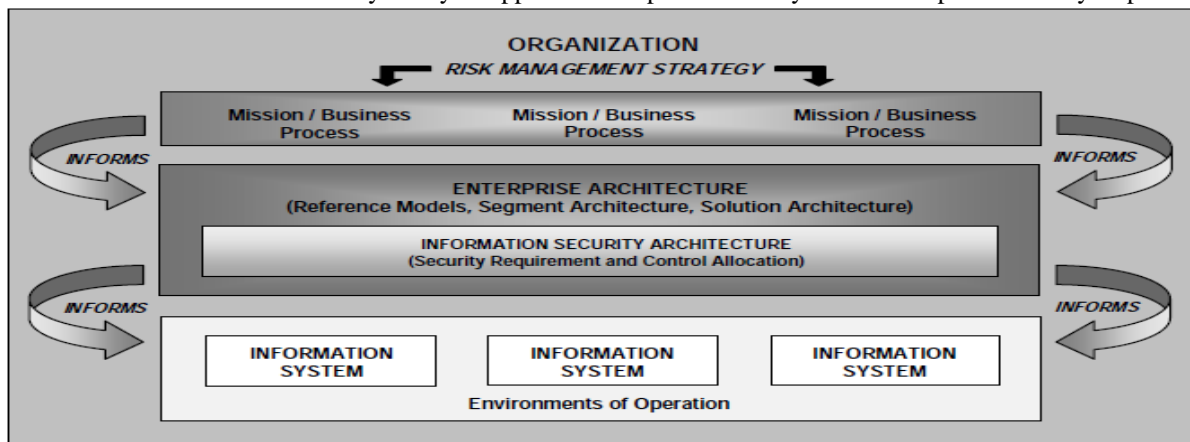 ORGANIZATION
RISK MANAGEMENT STRATEGY
Mission / Business Process
Mission / Business Process
Mission / Business Process
INFORMS
INFORMS
ENTERPRISE ARCHITECTURE
(Reference Models, Segment Architecture, Solution Architecture)
INFORMATION SECURITY ARCHITECTURE
(Security Requirement and Control Allocation)
INFORMS
INFORMS
INFORMATION SYSTEM
INFORMATION SYSTEM
INFORMATION SYSTEM
Environments of Operation